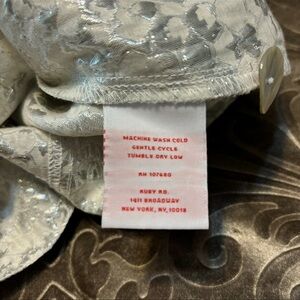 MACHINE WASH COLD
GENTLE CYCLE
TUMBLE DRY LOW
RN 107680
RUBY RD.
1411 BROADWAY
NEW YORK, NY, 10018